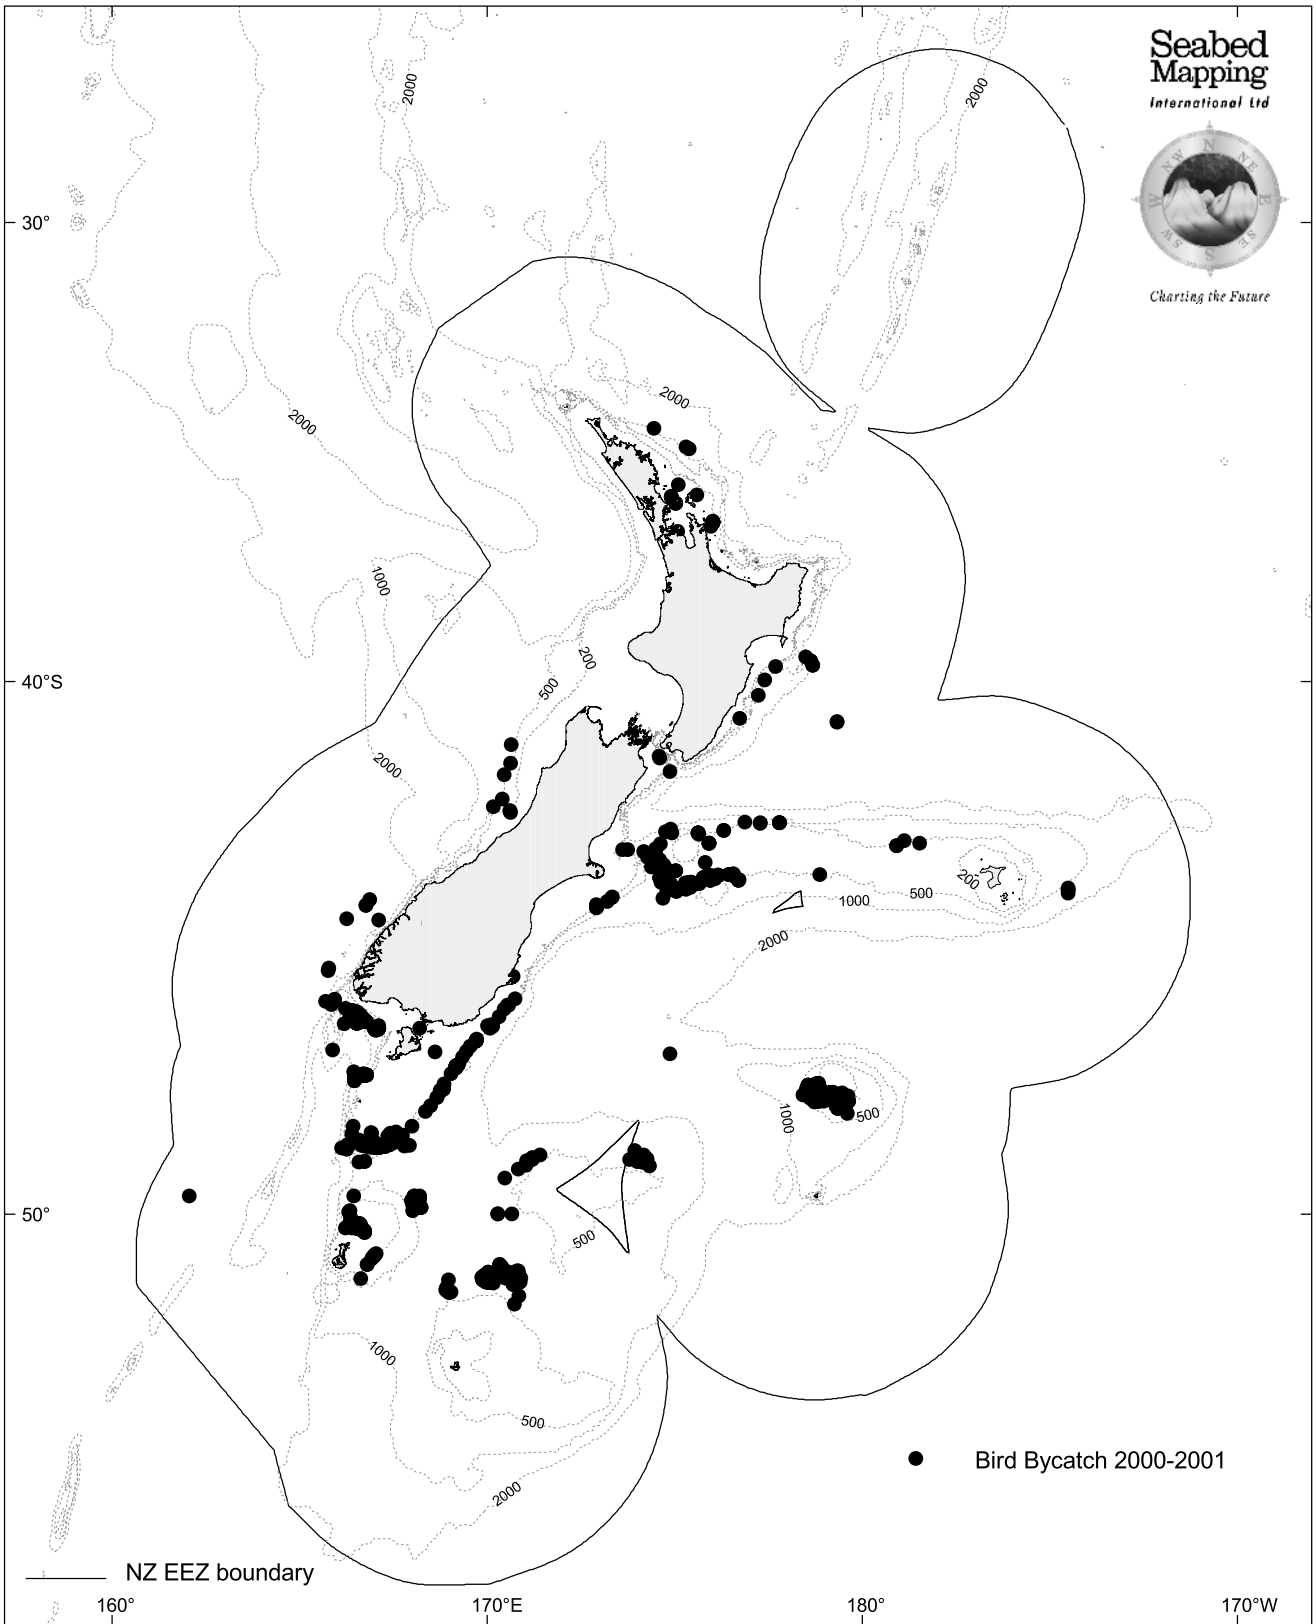 Seabed
Mapping
International Ltd
N
NE
E
SE
S
SW
W
NW
Charting the Future
2000
2000
30°
2000
2000
1000
200
40°S
500
2000
200
500
1000
2000
1000
500
50°
500
1000
500
Bird Bycatch 2000-2001
2000
NZ EEZ boundary
160°
170°E
180°
170°W